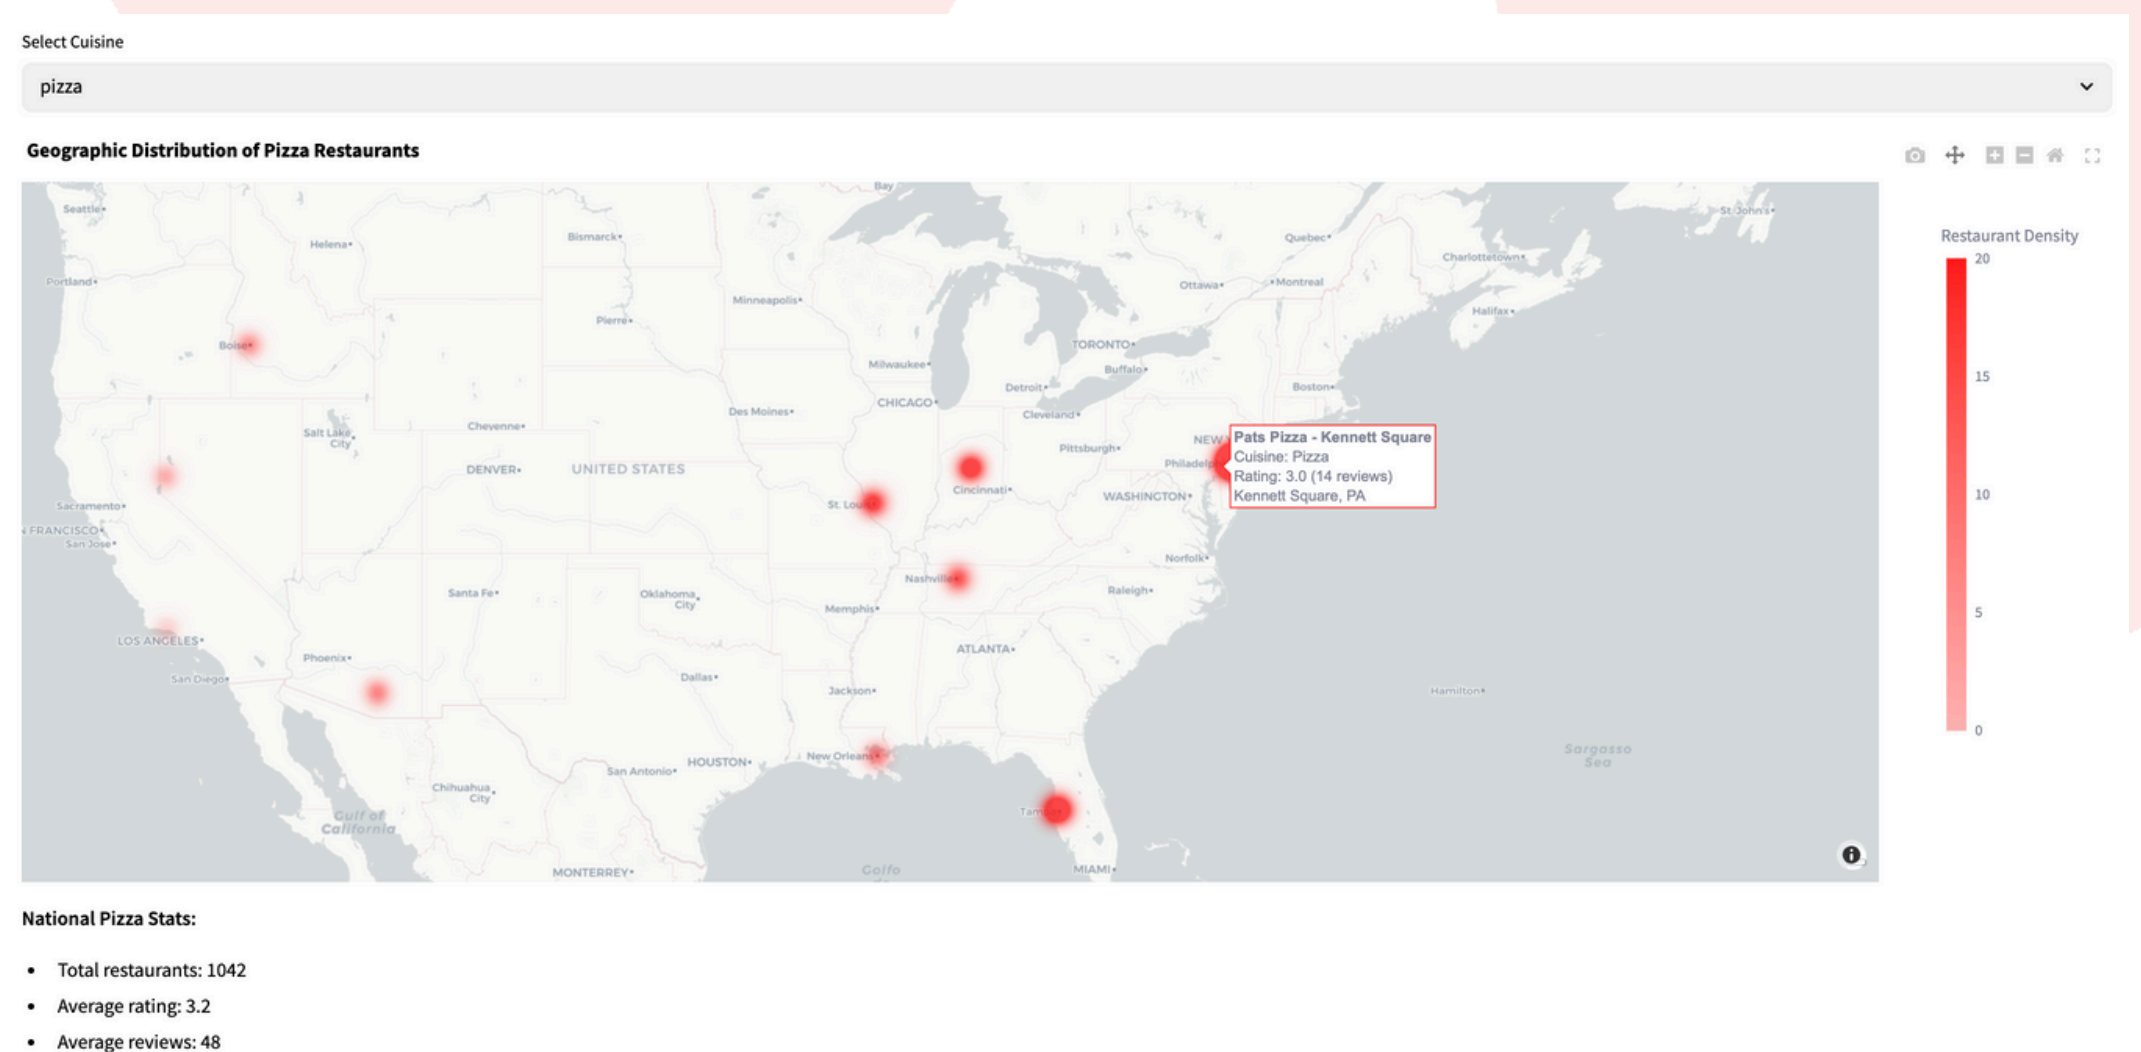 Select Cuisine
pizza
Geographic Distribution of Pizza Restaurants
Bay
Seattle
St John's
Helena
Bismarck
Quebec
Charlottetown
Portland
Ottawa
Montreal
Minneapolis
Pierre
Halifax
Boise
TORONTO
Milwaukee
Buffalo
Detroit
Boston
CHICAGO
Des Moines
Cleveland
Cheyenne
Salt Lake
City
Pittsburgh
NEW
DENVER
UNITED STATES
Philadelp
Pats Pizza - Kennett Square
Cuisine: Pizza
Rating: 3.0 (14 reviews)
Kennett Square, PA
Cincinnati
WASHINGTON
Sacramento
St. Louis
FRANCISCO
San Jose
Norfolk
Nashville
Santa Fe
Oklahoma
City
Raleigh
Memphis
LOS ANGELES
ATLANTA
Phoenix
San Diego
Dallas
Jackson
Hamilton
New Orleans
HOUSTON
San Antonio
Sargasso
Sea
Chihuahua
City
Gulf of
California
Tampa
MONTERREY
Golfo
MIAMI
Restaurant Density
20
15
10
5
0
National Pizza Stats:
• Total restaurants: 1042
• Average rating: 3.2
• Average reviews: 48